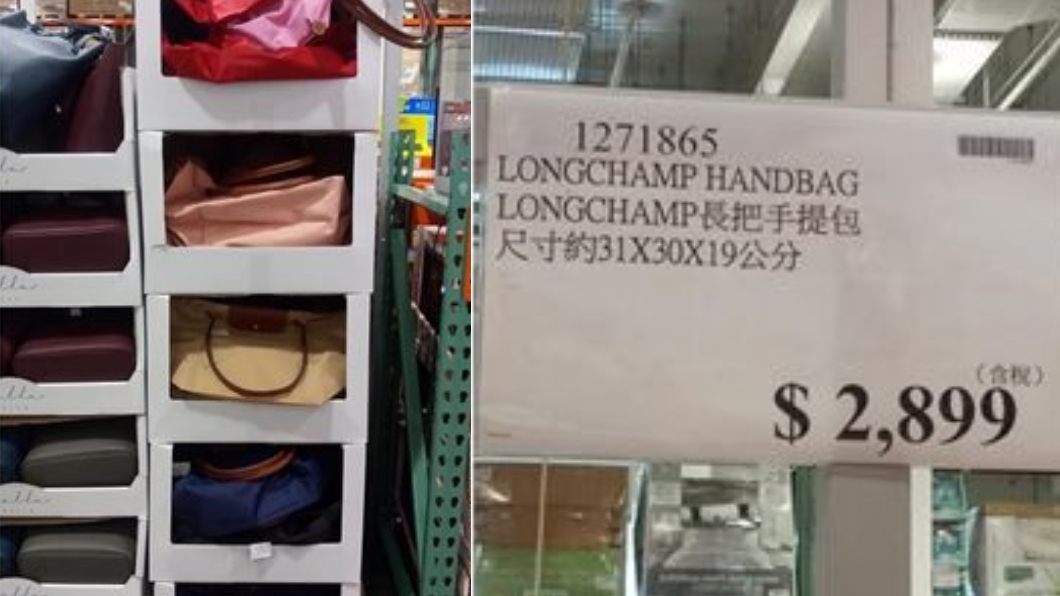 1271865
LONGCHAMP HANDBAG
LONGCHAMP長把手提包
尺寸約31X30X19公分
(含稅)
$ 2,899